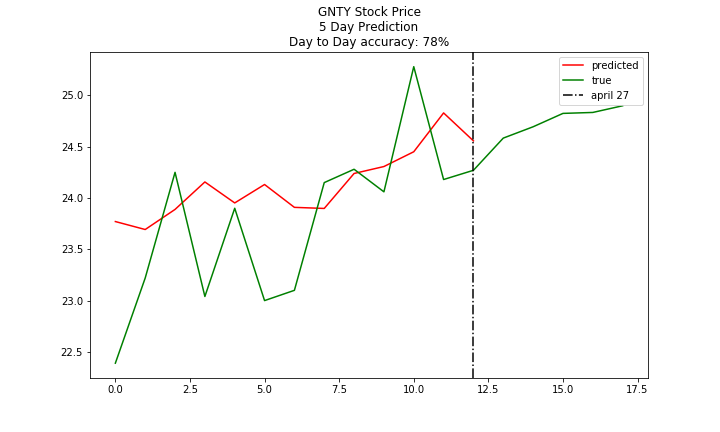 GNTY Stock Price
5 Day Prediction
Day to Day accuracy: 78%
predicted
true
april 27
25.0
24.5
24.0
23.5
23.0
22.5
0.0 2.5 5.0 7.5 10.0 12.5 15.0 17.5